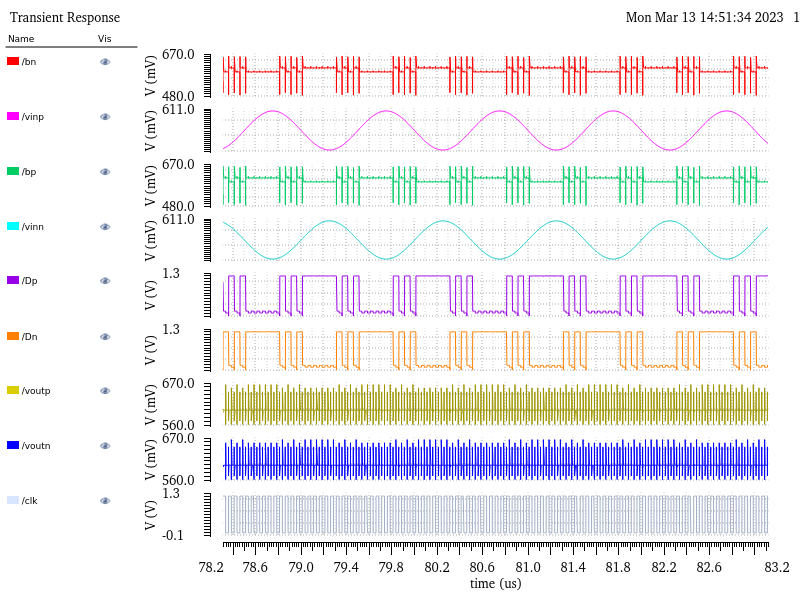 Transient Response
Mon Mar 13 14:51:34 2023 1
Name Vis
/bn
V (mV)
670.0
480.0
/vinp
V (mV)
611.0
/bp
V (mV)
670.0
480.0
/vinn
V (mV)
611.0
/Dp
V (V)
1.3
/Dn
V (V)
1.3
/voutp
V (mV)
670.0
560.0
/voutn
V (mV)
670.0
560.0
/clk
V (V)
1.3
-0.1
78.2 78.6 79.0 79.4 79.8 80.2 80.6 81.0 81.4 81.8 82.2 82.6 83.2
time (us)